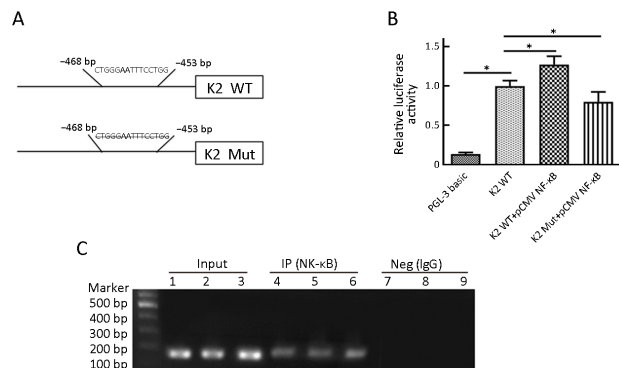 A
−468 bp
CTGGGAATTTCCTGG
−453 bp
K2 WT
−468 bp
CTGGGAATTTCCTGG
−453 bp
K2 Mut
B
Relative luciferase
activity
1.5
1.0
0.5
0
*
*
*
PGL-3 basic
K2 WT
K2 WT+pCMV NF-κB
K2 Mut+pCMV NF-κB
C
Input
IP (NK-κB)
Neg (IgG)
Marker
1 2 3 4 5 6 7 8 9
500 bp
400 bp
300 bp
200 bp
100 bp